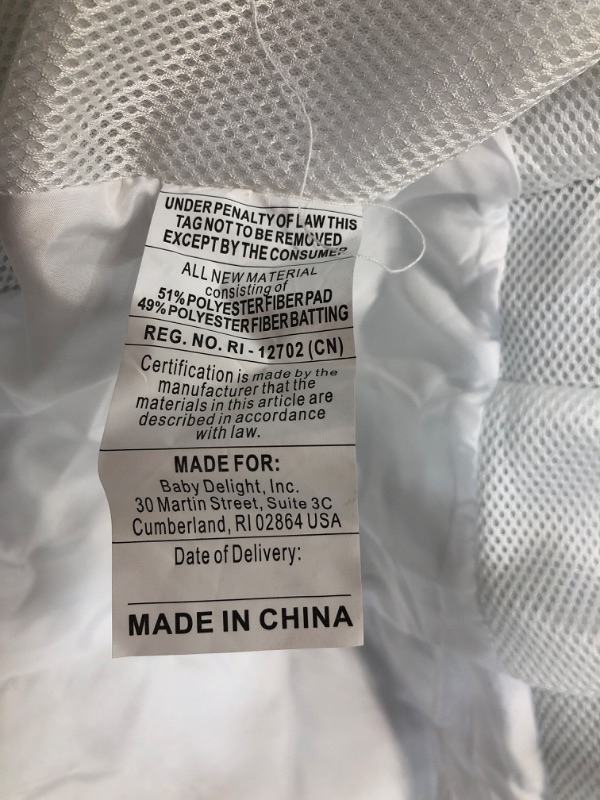 UNDER PENALTY OF LAW THIS
TAG NOT TO BE REMOVED
EXCEPT BY THE CONSUMER
ALL NEW MATERIAL
consisting of
51% POLYESTER FIBER PAD
49% POLYESTER FIBER BATTING
REG. NO. RI - 12702 (CN)
Certification is made by the
manufacturer that the
materials in this article are
described in accordance
with law.
MADE FOR:
Baby Delight, Inc.
30 Martin Street, Suite 3C
Cumberland, RI 02864 USA
Date of Delivery:
MADE IN CHINA